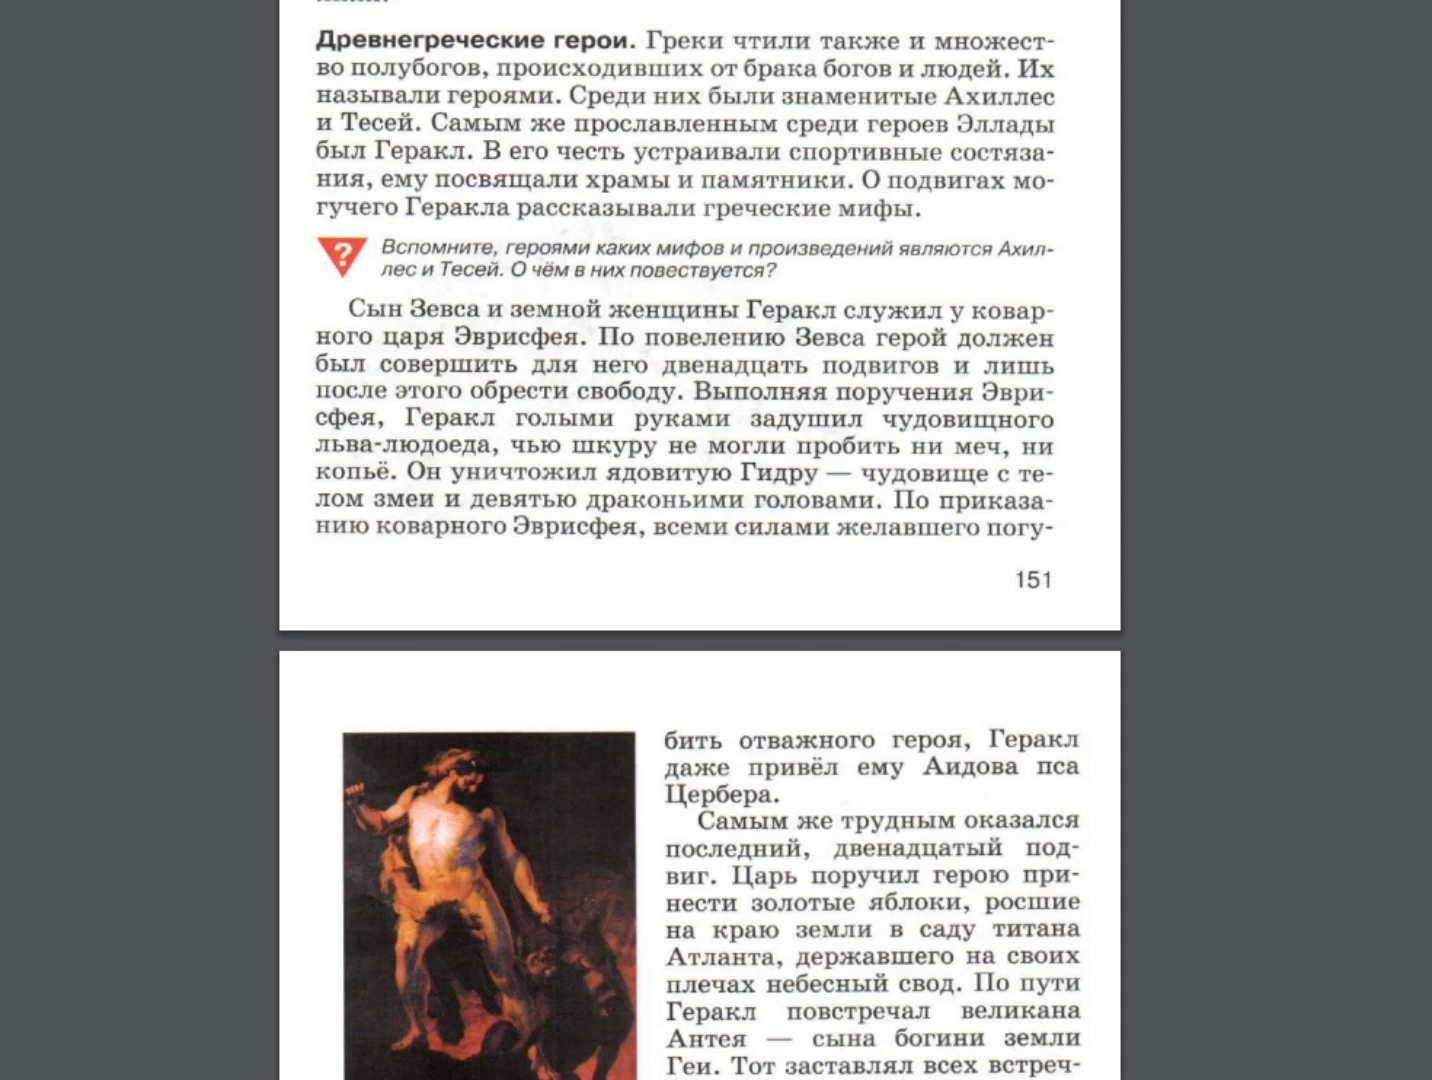 Древнегреческие герои. Греки чтили также и множест-
во полубогов, происходивших от брака богов и людей. Их
называли героями. Среди них были знаменитые Ахиллес
и Тесей. Самым же прославленным среди героев Эллады
был Геракл. В его честь устраивали спортивные состяза-
ния, ему посвящали храмы и памятники. О подвигах мо-
гучего Геракла рассказывали греческие мифы.
? Вспомните, героями каких мифов и произведений являются Ахил-
лес и Тесей. О чём в них повествуется?
Сын Зевса и земной женщины Геракл служил у ковар-
ного царя Эврисфея. По повелению Зевса герой должен
был совершить для него двенадцать подвигов и лишь
после этого обрести свободу. Выполняя поручения Эври-
сфея, Геракл голыми руками задушил чудовищного
льва-людоеда, чью шкуру не могли пробить ни меч, ни
копьё. Он уничтожил ядовитую Гидру — чудовище с те-
лом змеи и девятью драконьими головами. По приказа-
нию коварного Эврисфея, всеми силами желавшего погу-
151
бить отважного героя, Геракл
даже привёл ему Аидова пса
Цербера.
Самым же трудным оказался
последний, двенадцатый под-
виг. Царь поручил герою при-
нести золотые яблоки, росшие
на краю земли в саду титана
Атланта, державшего на своих
плечах небесный свод. По пути
Геракл повстречал великана
Антея — сына богини земли
Геи. Тот заставлял всех встреч-